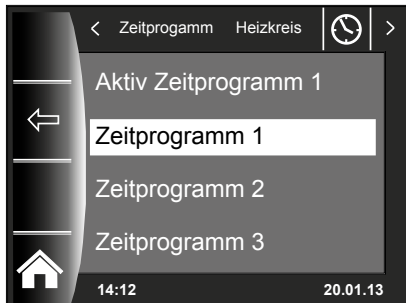 < Zeitprogamm Heizkreis >
Aktiv Zeitprogramm 1
Zeitprogramm 1
Zeitprogramm 2
Zeitprogramm 3
14:12 20.01.13